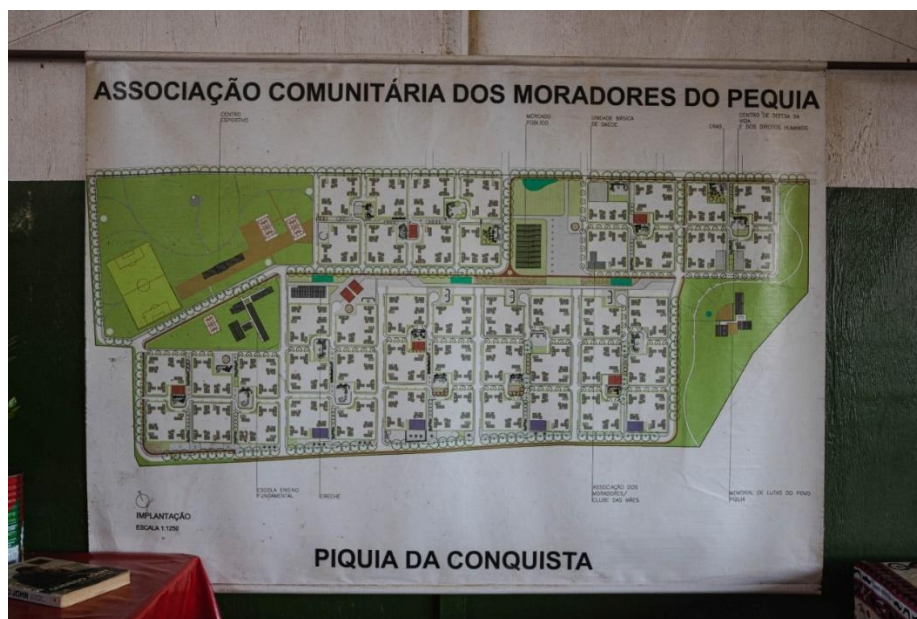 ASSOCIAÇÃO COMUNITÁRIA DOS MORADORES DO PEQUIA
CENTRO
ESPORTIVO
MERCADO
PÚBLICO
UNIDADE BÁSICA
DE SAÚDE
CRAS
CENTRO DE DEFESA DA
VIDA
E DOS DIREITOS HUMANOS
ESCOLA ENSINO
FUNDAMENTAL
CRECHE
ASSOCIAÇÃO DOS
MORADORES/
CLUBE DAS MÃES
MEMORIAL DE LUTAS DO POVO
PIQUIA
IMPLANTAÇÃO
ESCALA 1:1250
PIQUIA DA CONQUISTA
JOHN